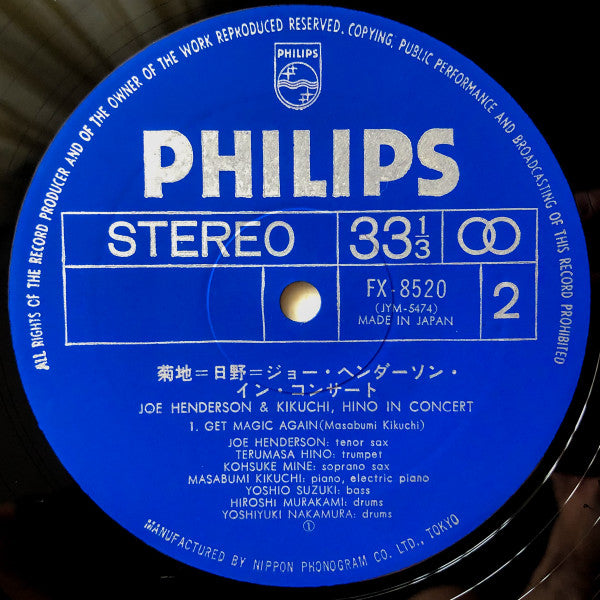 ALL RIGHTS OF THE RECORD PRODUCER AND OF THE OWNER OF THE WORK REPRODUCED RESERVED. COPYING, PUBLIC PERFORMANCE AND BROADCASTING OF THIS RECORD PROHIBITED
PHILIPS
PHILIPS
STEREO 33 1/3
FX-8520 2
(JYM-5474)
MADE IN JAPAN
菊地=日野=ジョー・ヘンダーソン・
イン・コンサート
JOE HENDERSON & KIKUCHI, HINO IN CONCERT
1. GET MAGIC AGAIN(Masabumi Kikuchi)
JOE HENDERSON: tenor sax
TERUMASA HINO: trumpet
KOHSUKE MINE: soprano sax
MASABUMI KIKUCHI: piano, electric piano
YOSHIO SUZUKI: bass
HIROSHI MURAKAMI: drums
YOSHIYUKI NAKAMURA: drums
①
MANUFACTURED BY NIPPON PHONOGRAM CO. LTD., TOKYO